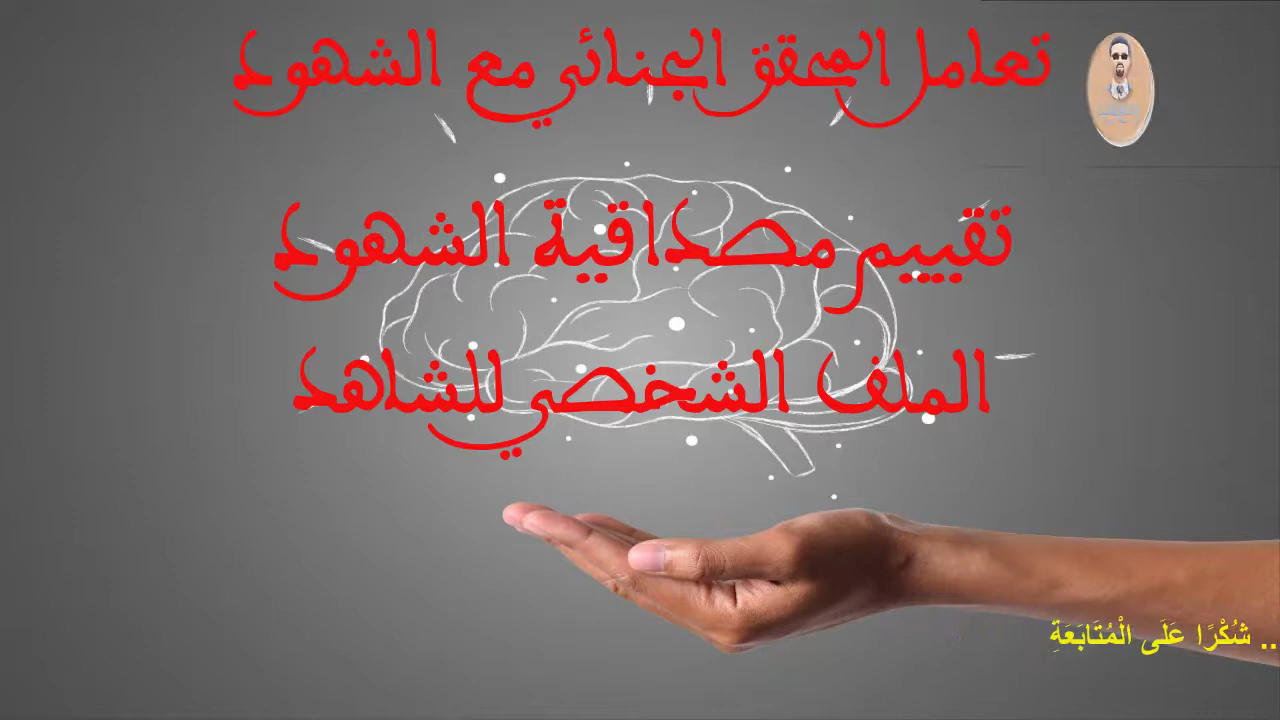 تعامل المحقق الجنائي مع الشهود
تقييم مصداقية الشهود
الملف الشخصي للشاهد
.. شُكْرًا عَلَى الْمُتَابَعَةِ